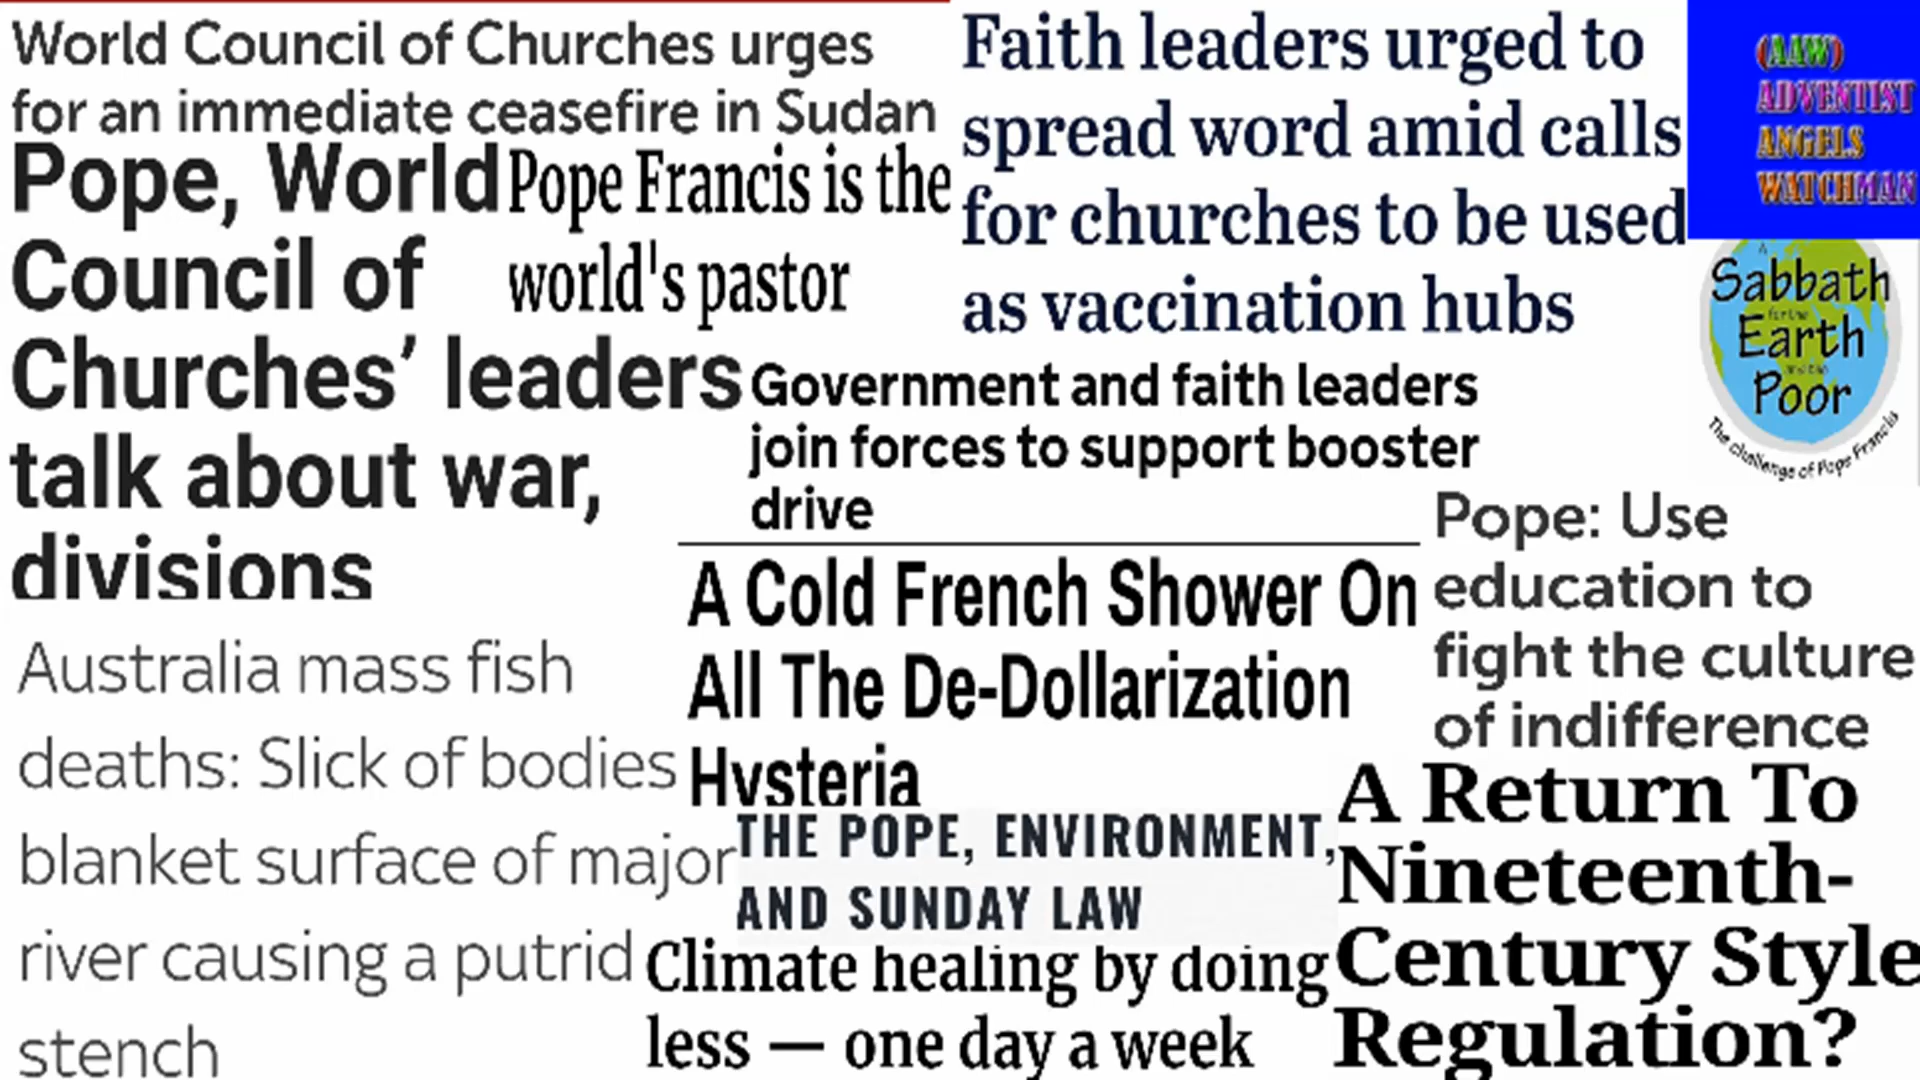 World Council of Churches urges
for an immediate ceasefire in Sudan
Pope, World
Council of
Churches’ leaders
talk about war,
divisions
Pope Francis is the
world's pastor
Faith leaders urged to
spread word amid calls
for churches to be used
as vaccination hubs
(AAW)
ADVENTIST
ANGELS
WATCHMAN
A
Sabbath
for the
Earth
and the
Poor
The challenge of Pope Francis
Government and faith leaders
join forces to support booster
drive
A Cold French Shower On
All The De-Dollarization
Hysteria
Pope: Use
education to
fight the culture
of indifference
Australia mass fish
deaths: Slick of bodies
blanket surface of major
river causing a putrid
stench
THE POPE, ENVIRONMENT,
AND SUNDAY LAW
Climate healing by doing
less — one day a week
A Return To
Nineteenth-
Century Style
Regulation?